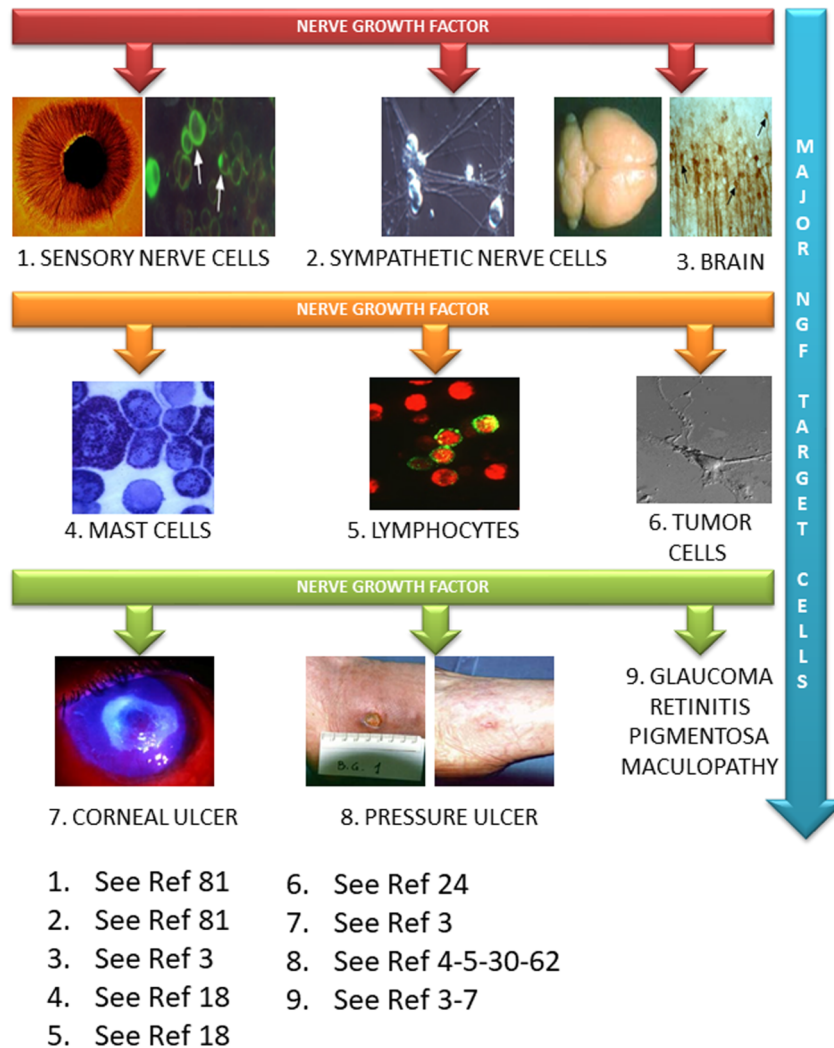 NERVE GROWTH FACTOR
1. SENSORY NERVE CELLS
2. SYMPATHETIC NERVE CELLS
3. BRAIN
NERVE GROWTH FACTOR
4. MAST CELLS
5. LYMPHOCYTES
6. TUMOR
CELLS
NERVE GROWTH FACTOR
B.G. 1
7. CORNEAL ULCER
8. PRESSURE ULCER
9. GLAUCOMA
RETINITIS
PIGMENTOSA
MACULOPATHY
MAJOR NGF TARGET CELLS
1. See Ref 81
2. See Ref 81
3. See Ref 3
4. See Ref 18
5. See Ref 18
6. See Ref 24
7. See Ref 3
8. See Ref 4-5-30-62
9. See Ref 3-7